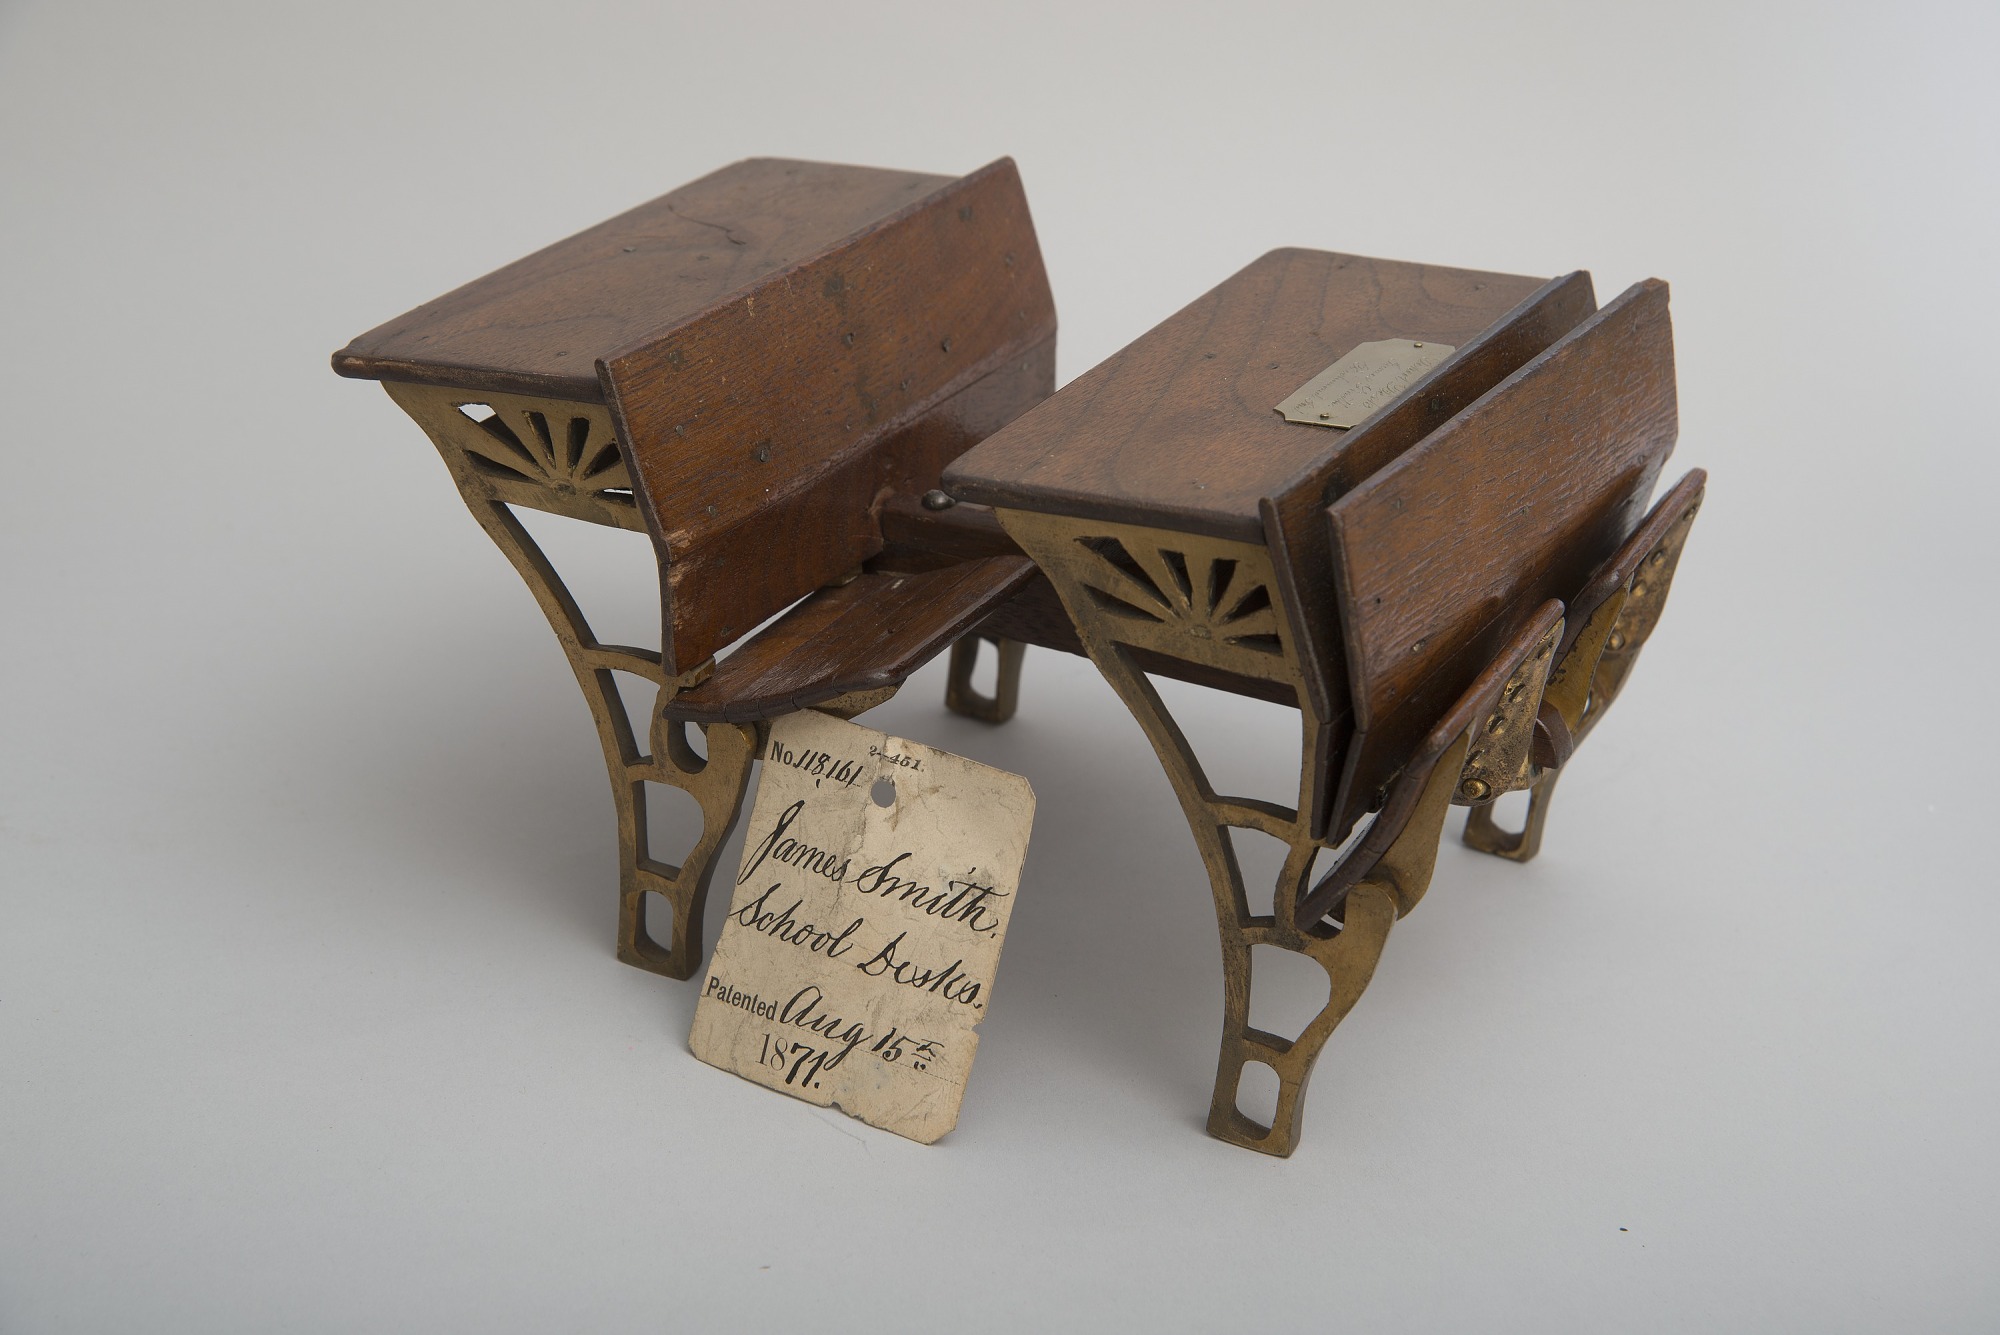 2—451.
No. 118,161
James Smith.
School Desks.
Patented Aug 15th
1871.